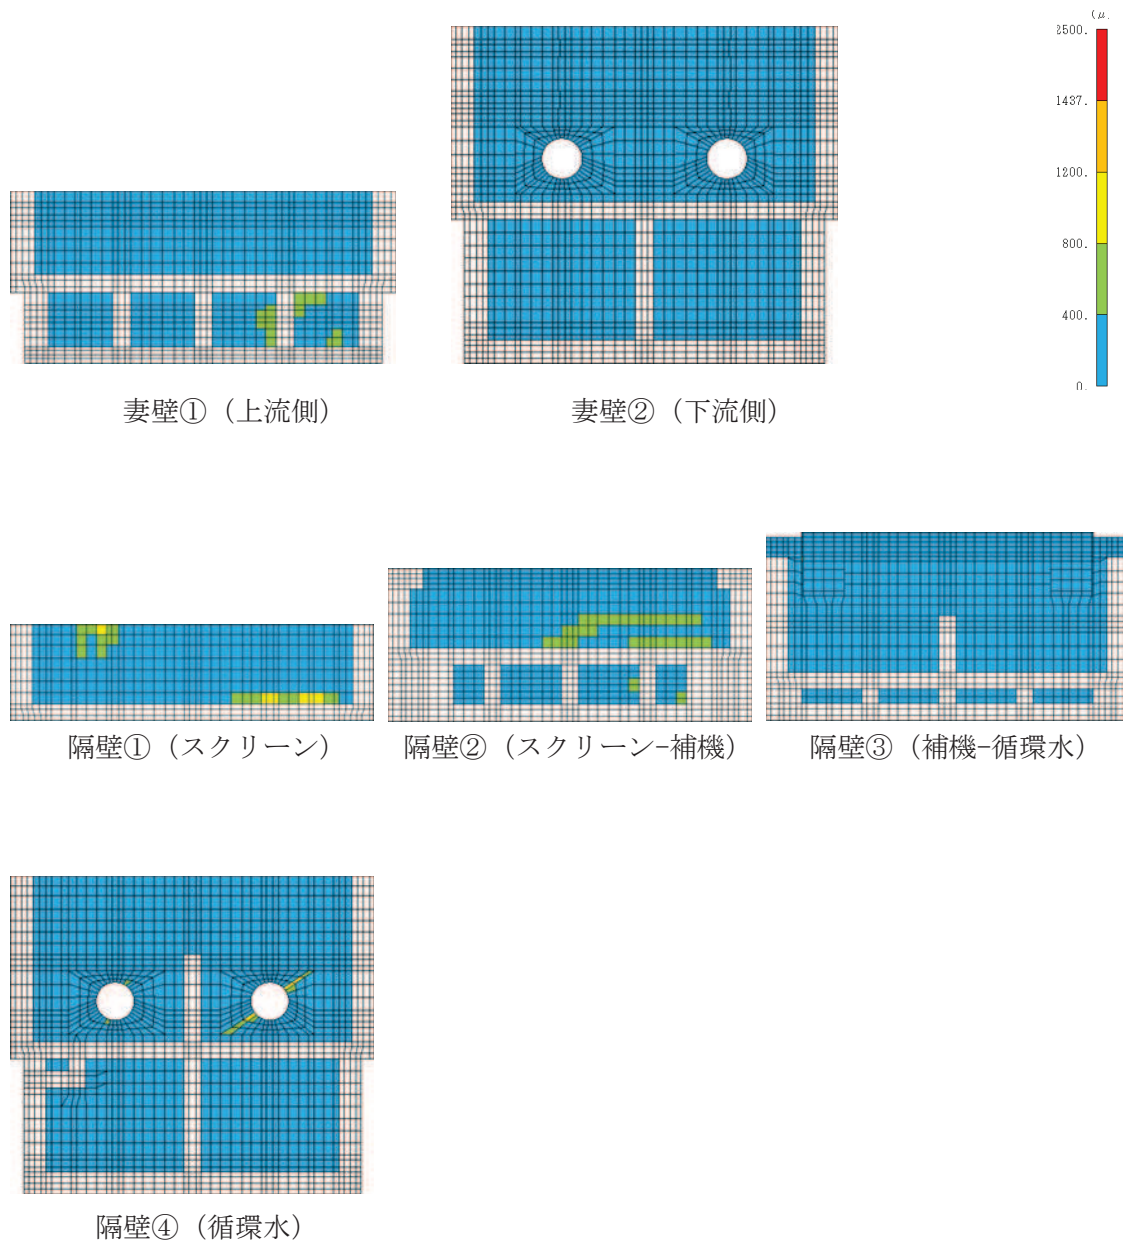 (μ.
1437.
1200.
800.
400.
0.
妻壁①（上流側）
妻壁②（下流側）
隔壁①（スクリーン）
隔壁②（スクリーン−補機）
隔壁③（補機−循環水）
隔壁④（循環水）